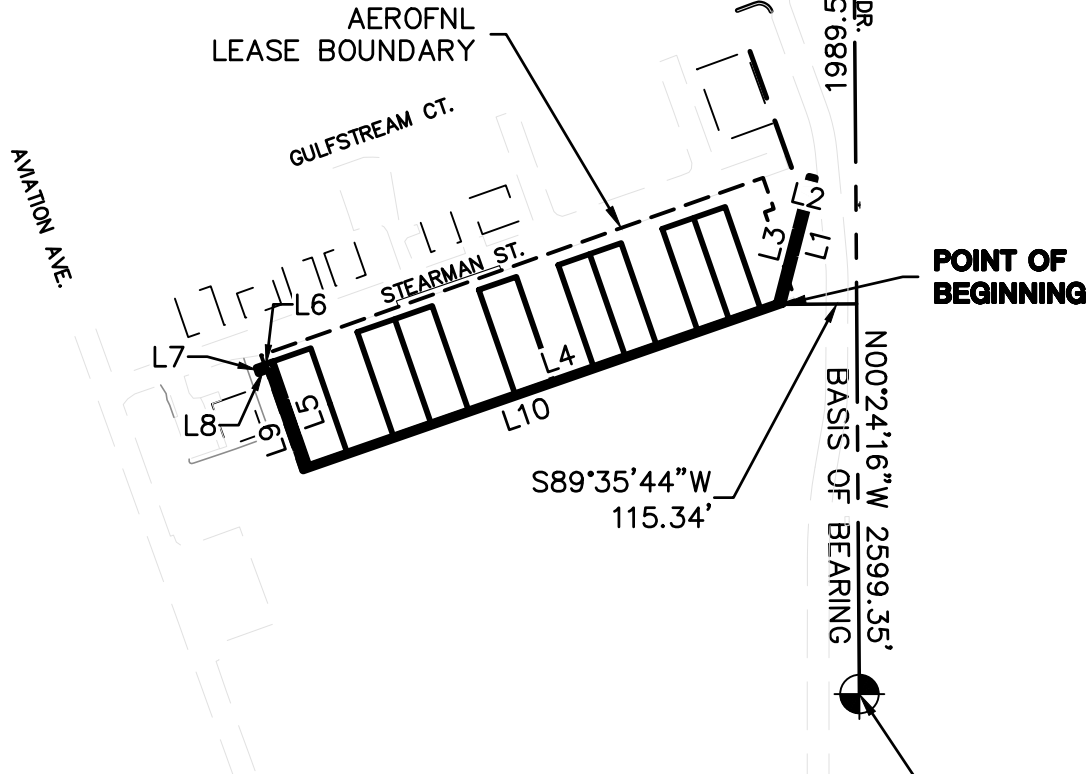 AEROFNL
LEASE BOUNDARY
DR.
1989.5
GULFSTREAM CT.
AVIATION AVE.
L2
L3
L1
STEARMAN ST.
POINT OF
BEGINNING
L6
L7
L4
L5
L8
L9
L10
S89°35'44"W
115.34'
N00°24'16"W 2599.35'
BASIS OF BEARING